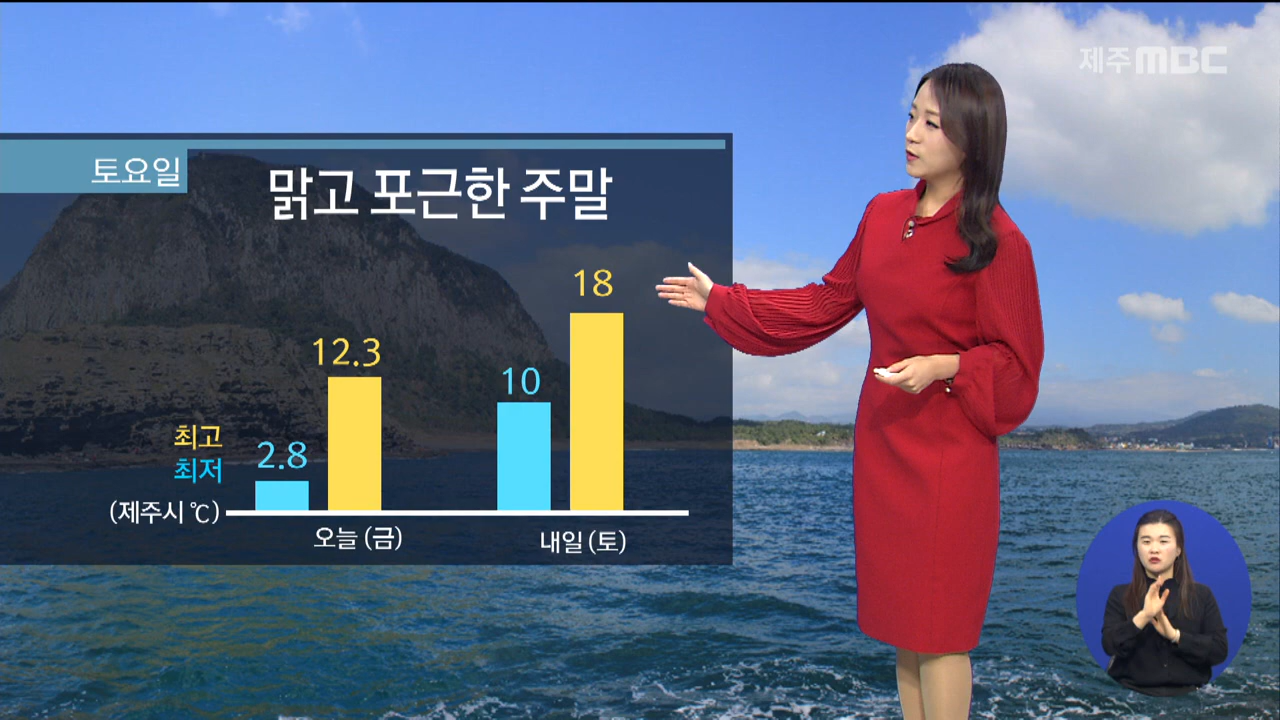 제주MBC
토요일
맑고 포근한 주말
18
12.3
10
최고
2.8
최저
(제주시 ℃)
오늘 (금)
내일 (토)